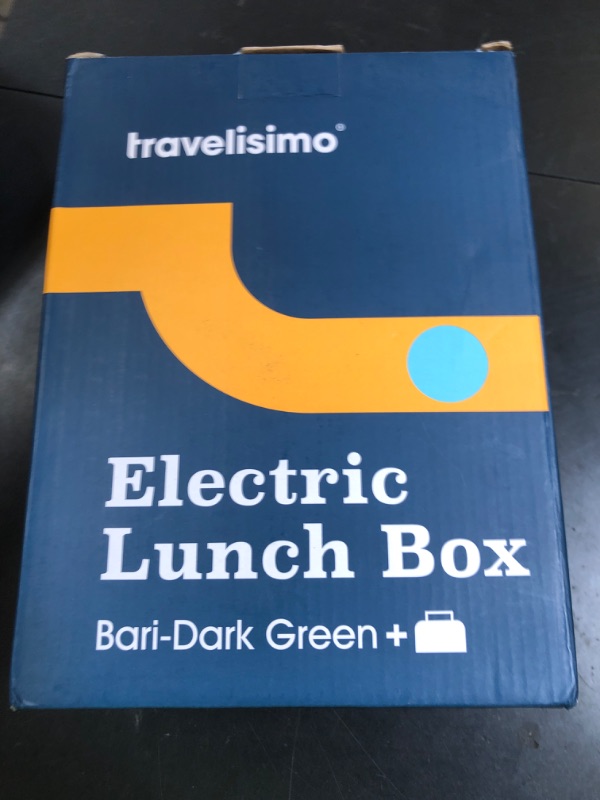 travelisimo®
Electric
Lunch Box
Bari-Dark Green +